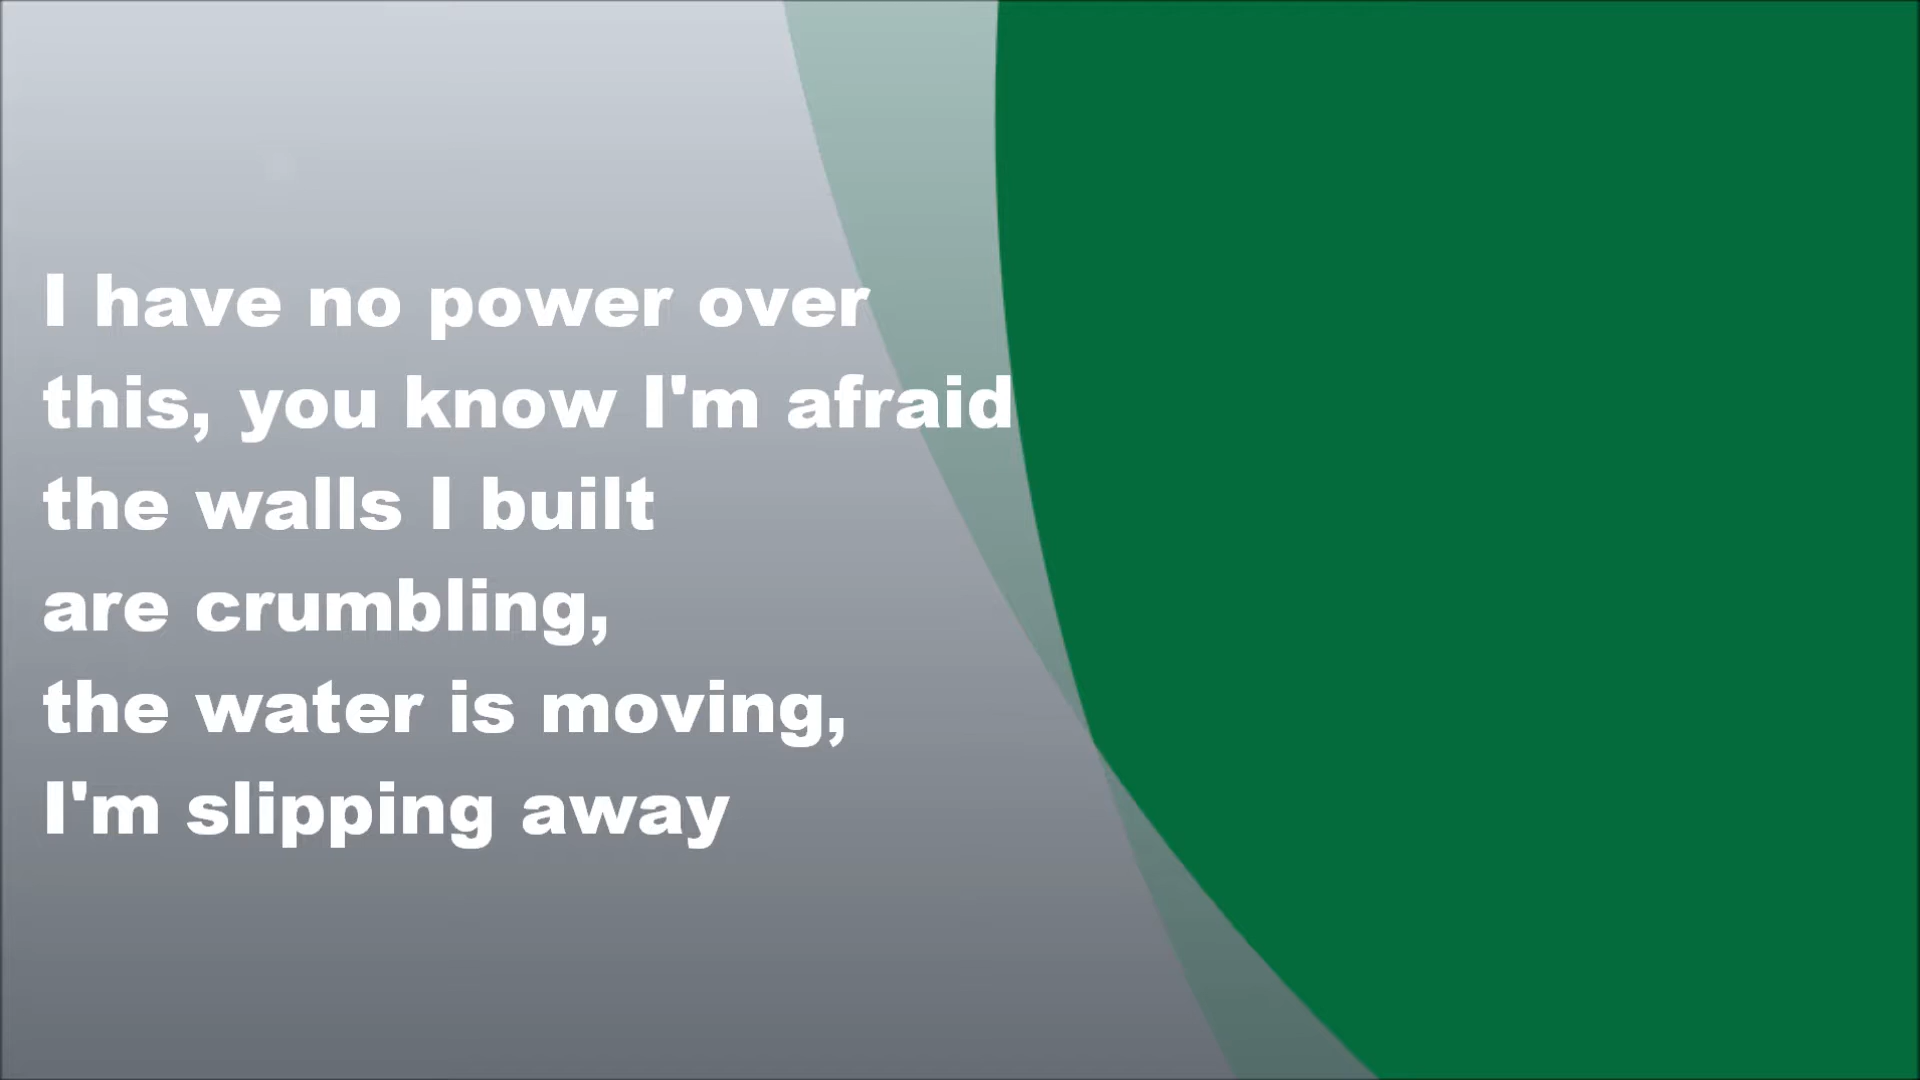 I have no power over
this, you know I'm afraid
the walls I built
are crumbling,
the water is moving,
I'm slipping away